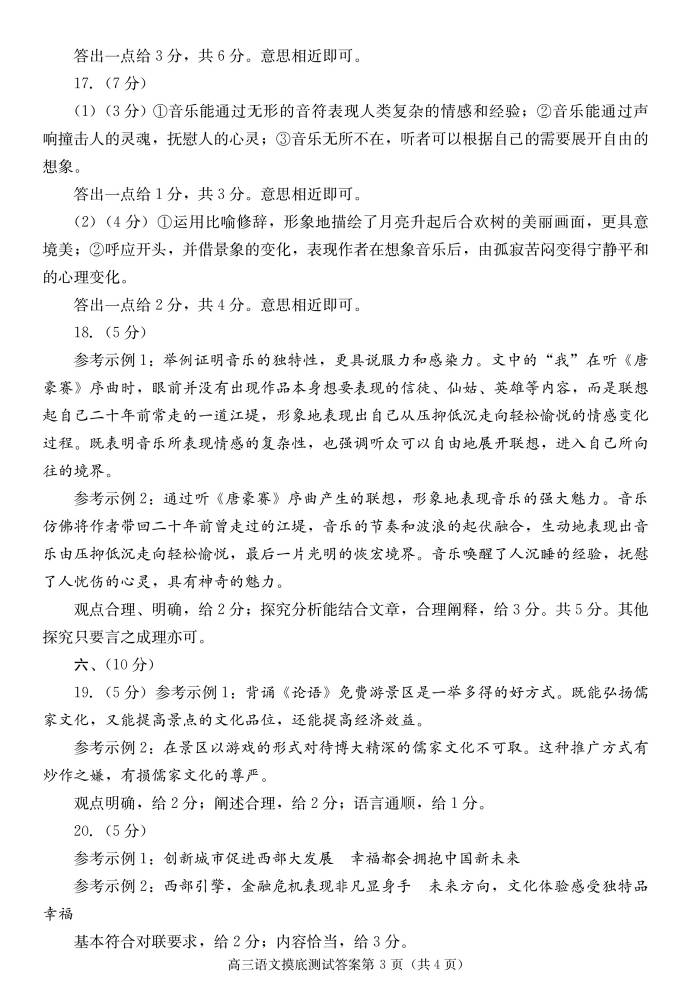 答出一点给 3 分，共 6 分。意思相近即可。
17.（7 分）
（1）（3 分）①音乐能通过无形的音符表现人类复杂的情感和经验；②音乐能通过声
响撞击人的灵魂，抚慰人的心灵；③音乐无所不在，听者可以根据自己的需要展开自由的
想象。
答出一点给 1 分，共 3 分。意思相近即可。
（2）（4 分）①运用比喻修辞，形象地描绘了月亮升起后合欢树的美丽画面，更具意
境美；②呼应开头，并借景象的变化，表现作者在想象音乐后，由孤寂苦闷变得宁静平和
的心理变化。
答出一点给 2 分，共 4 分。意思相近即可。
18.（5 分）
参考示例 1：举例证明音乐的独特性，更具说服力和感染力。文中的“我”在听《唐
豪赛》序曲时，眼前并没有出现作品本身想要表现的信徒、仙姑、英雄等内容，而是联想
起自己二十年前常走的一道江堤，形象地表现出自己从压抑低沉走向轻松愉悦的情感变化
过程。既表明音乐所表现情感的复杂性，也强调听众可以自由地展开联想，进入自己所向
往的境界。
参考示例 2：通过听《唐豪赛》序曲产生的联想，形象地表现音乐的强大魅力。音乐
仿佛将作者带回二十年前曾走过的江堤，音乐的节奏和波浪的起伏融合，生动地表现出音
乐由压抑低沉走向轻松愉悦，最后一片光明的恢宏境界。音乐唤醒了人沉睡的经验，抚慰
了人忧伤的心灵，具有神奇的魅力。
观点合理、明确，给 2 分；探究分析能结合文章，合理阐释，给 3 分。共 5 分。其他
探究只要言之成理亦可。
六、（10 分）
19.（5 分）参考示例 1：背诵《论语》免费游景区是一举多得的好方式。既能弘扬儒
家文化，又能提高景点的文化品位，还能提高经济效益。
参考示例 2：在景区以游戏的形式对待博大精深的儒家文化不可取。这种推广方式有
炒作之嫌，有损儒家文化的尊严。
观点明确，给 2 分；阐述合理，给 2 分；语言通顺，给 1 分。
20.（5 分）
参考示例 1：创新城市促进西部大发展　幸福都会拥抱中国新未来
参考示例 2：西部引擎，金融危机表现非凡显身手　未来方向，文化体验感受独特品
幸福
基本符合对联要求，给 2 分；内容恰当，给 3 分。
高三语文摸底测试答案第 3 页（共 4 页）